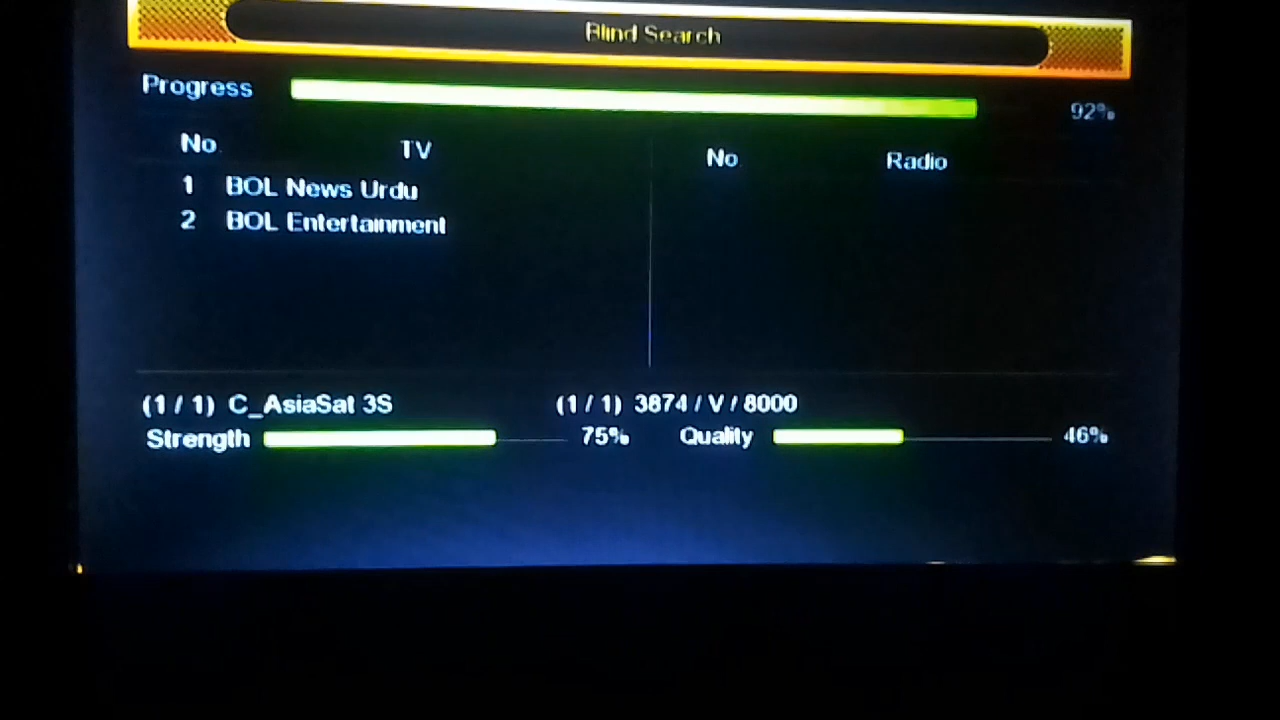 Blind Search
Progress 92%
No. TV No Radio
1 BOL News Urdu
2 BOL Entertainment
(1 / 1) C_AsiaSat 3S (1 / 1) 3874 / V / 8000
Strength 75% Quality 46%